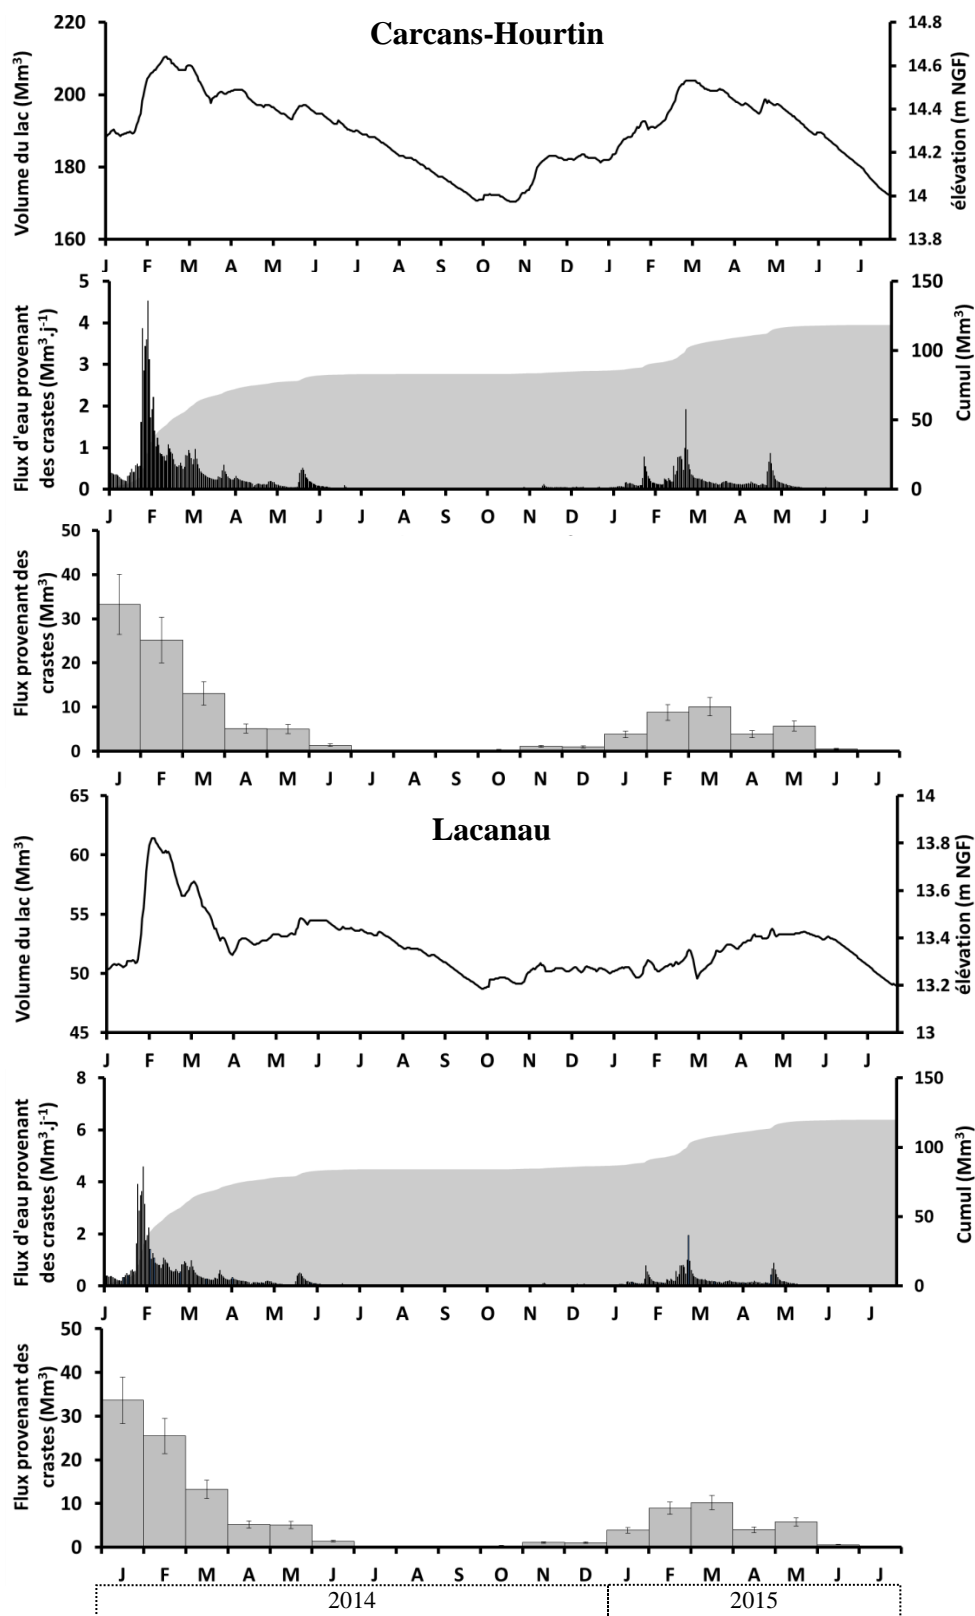 Carcans-Hourtin
Volume du lac (Mm³)
220
200
180
160
14.8
14.6
14.4
14.2
14
13.8
élévation (m NGF)
J F M A M J J A S O N D J F M A M J J
Flux d'eau provenant
des crastes (Mm³.j⁻¹)
5
4
3
2
1
0
150
100
50
0
Cumul (Mm³)
J F M A M J J A S O N D J F M A M J J
Flux provenant des
crastes (Mm³)
50
40
30
20
10
0
J F M A M J J A S O N D J F M A M J J
Lacanau
Volume du lac (Mm³)
65
60
55
50
45
14
13.8
13.6
13.4
13.2
13
élévation (m NGF)
J F M A M J J A S O N D J F M A M J J
Flux d'eau provenant
des crastes (Mm³.j⁻¹)
8
6
4
2
0
150
100
50
0
Cumul (Mm³)
J F M A M J J A S O N D J F M A M J J
Flux provenant des
crastes (Mm³)
50
40
30
20
10
0
J F M A M J J A S O N D J F M A M J J
2014 2015